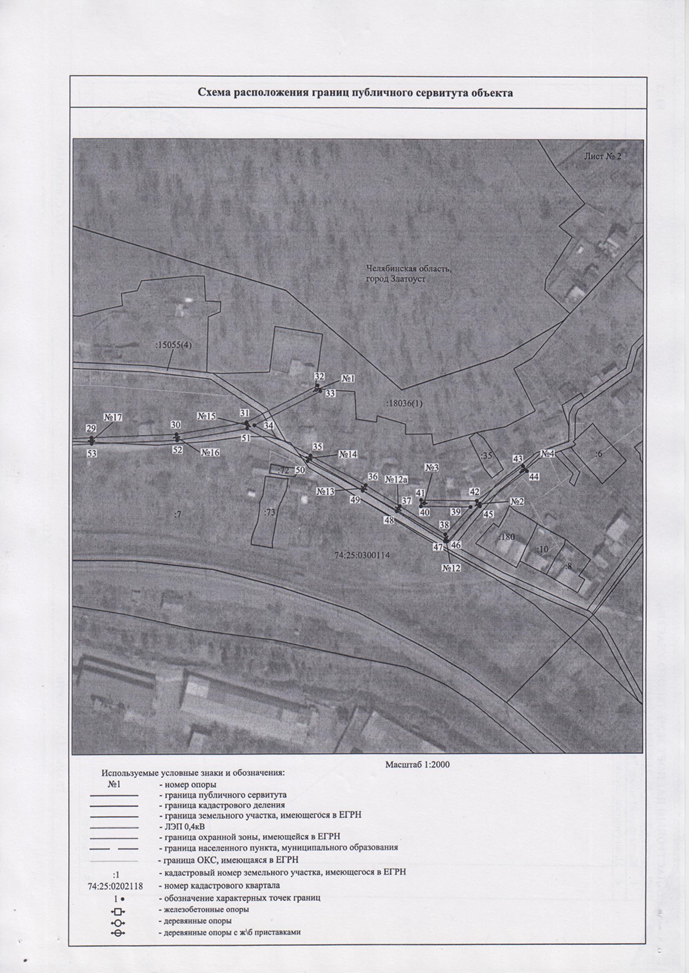 Схема расположения границ публичного сервитута объекта
Лист № 2
Челябинская область,
город Златоуст
:15055(4)
32
№1
33
:18036(1)
№15
31
34
№17
30
29
51
53
52
№16
35
№14
50
:35
43
№4
44
:6
:72
№13
36
№12а
№3
49
41
42
№2
:73
37
40
39
45
48
:7
38
:180
74:25:0300114
47
46
:10
№12
:8
Масштаб 1:2000
Используемые условные знаки и обозначения:
№1 - номер опоры
- граница публичного сервитута
- граница кадастрового деления
- граница земельного участка, имеющегося в ЕГРН
- ЛЭП 0,4кВ
- граница охранной зоны, имейщейся в ЕГРН
- граница населенного пункта, муниципального образования
- граница ОКС, имеющаяся в ЕГРН
:1 - кадастровый номер земельного участка, имеющегося в ЕГРН
74:25:0202118 - номер кадастрового квартала
1 • - обозначение характерных точек границ
- железобетонные опоры
- деревянные опоры
- деревянные опоры с ж\б приставками